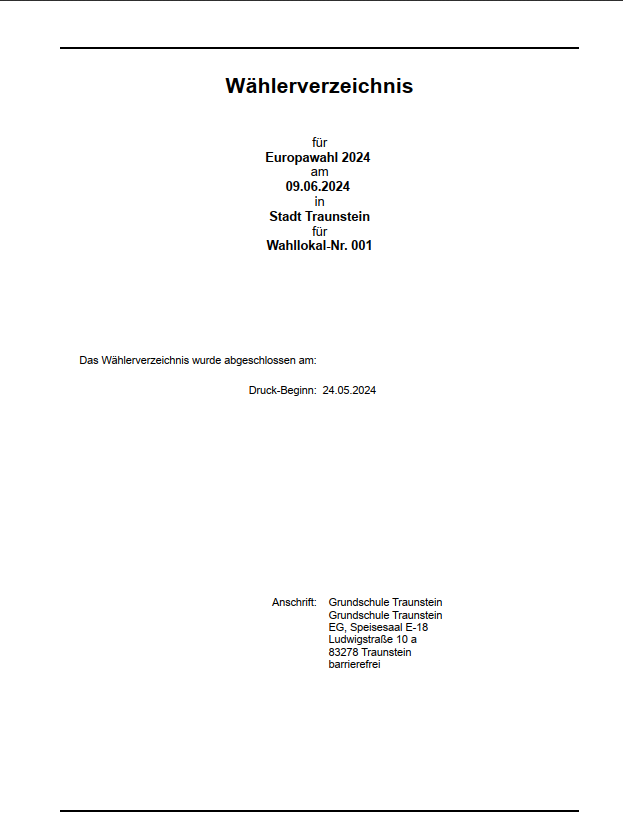 Wählerverzeichnis
für
Europawahl 2024
am
09.06.2024
in
Stadt Traunstein
für
Wahllokal-Nr. 001
Das Wählerverzeichnis wurde abgeschlossen am:
Druck-Beginn: 24.05.2024
Anschrift: Grundschule Traunstein
Grundschule Traunstein
EG, Speisesaal E-18
Ludwigstraße 10 a
83278 Traunstein
barrierefrei